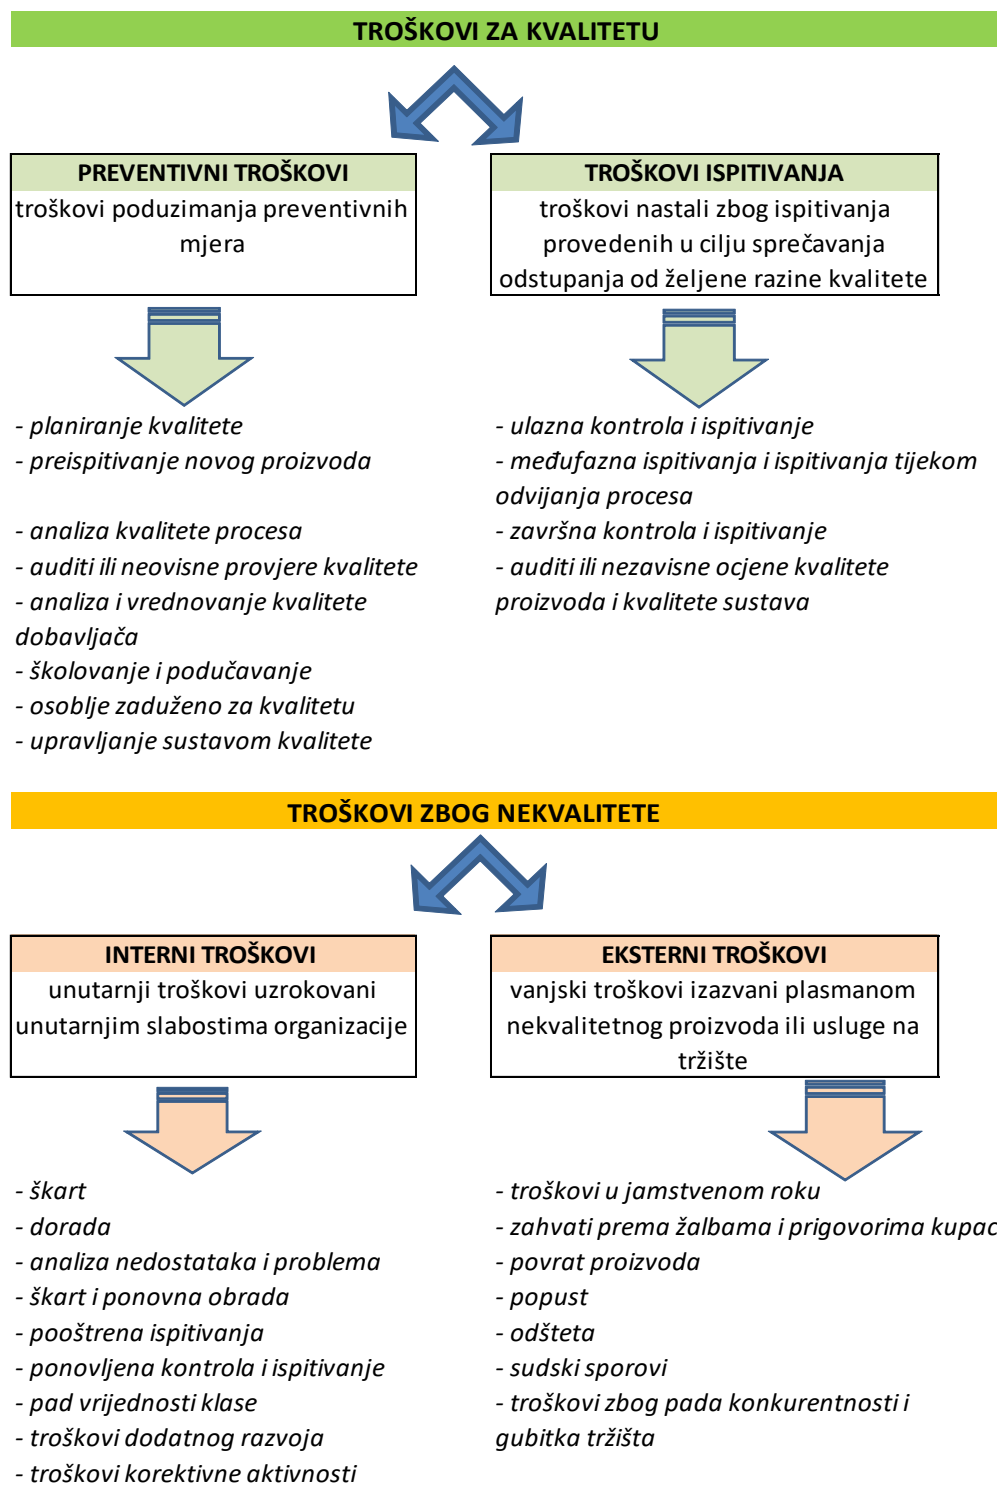 TROŠKOVI ZA KVALITETU
PREVENTIVNI TROŠKOVI
troškovi poduzimanja preventivnih
mjera
TROŠKOVI ISPITIVANJA
troškovi nastali zbog ispitivanja
provedenih u cilju sprečavanja
odstupanja od željene razine kvalitete
- planiranje kvalitete
- preispitivanje novog proizvoda
- analiza kvalitete procesa
- auditi ili neovisne provjere kvalitete
- analiza i vrednovanje kvalitete
dobavljača
- školovanje i podučavanje
- osoblje zaduženo za kvalitetu
- upravljanje sustavom kvalitete
- ulazna kontrola i ispitivanje
- međufazna ispitivanja i ispitivanja tijekom
odvijanja procesa
- završna kontrola i ispitivanje
- auditi ili nezavisne ocjene kvalitete
proizvoda i kvalitete sustava
TROŠKOVI ZBOG NEKVALITETE
INTERNI TROŠKOVI
unutarnji troškovi uzrokovani
unutarnjim slabostima organizacije
EKSTERNI TROŠKOVI
vanjski troškovi izazvani plasmanom
nekvalitetnog proizvoda ili usluge na
tržište
- škart
- dorada
- analiza nedostataka i problema
- škart i ponovna obrada
- pooštrena ispitivanja
- ponovljena kontrola i ispitivanje
- pad vrijednosti klase
- troškovi dodatnog razvoja
- troškovi korektivne aktivnosti
- troškovi u jamstvenom roku
- zahvati prema žalbama i prigovorima kupac
- povrat proizvoda
- popust
- odšteta
- sudski sporovi
- troškovi zbog pada konkurentnosti i
gubitka tržišta